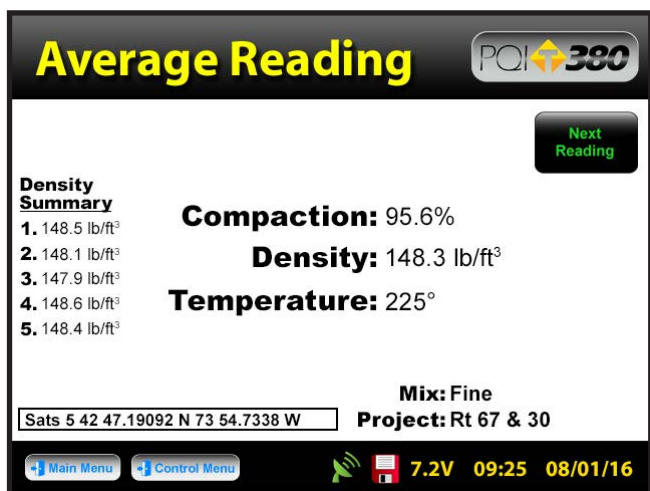 Average Reading
PQI 380
Next
Reading
Density
Summary
1. 148.5 lb/ft³
2. 148.1 lb/ft³
3. 147.9 lb/ft³
4. 148.6 lb/ft³
5. 148.4 lb/ft³
Compaction: 95.6%
Density: 148.3 lb/ft³
Temperature: 225°
Mix: Fine
Project: Rt 67 & 30
Sats 5 42 47.19092 N 73 54.7338 W
Main Menu Control Menu 7.2V 09:25 08/01/16